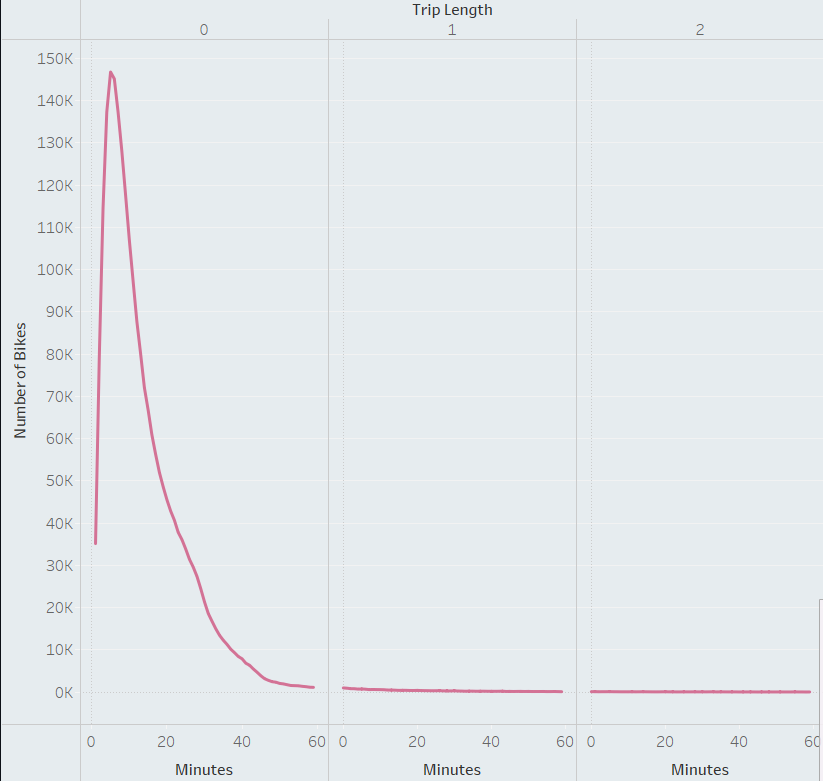 Trip Length
0 1 2
150K
140K
130K
120K
110K
100K
90K
80K
70K
60K
50K
40K
30K
20K
10K
0K
Number of Bikes
0 20 40 60 0 20 40 60 0 20 40 60
Minutes Minutes Minutes